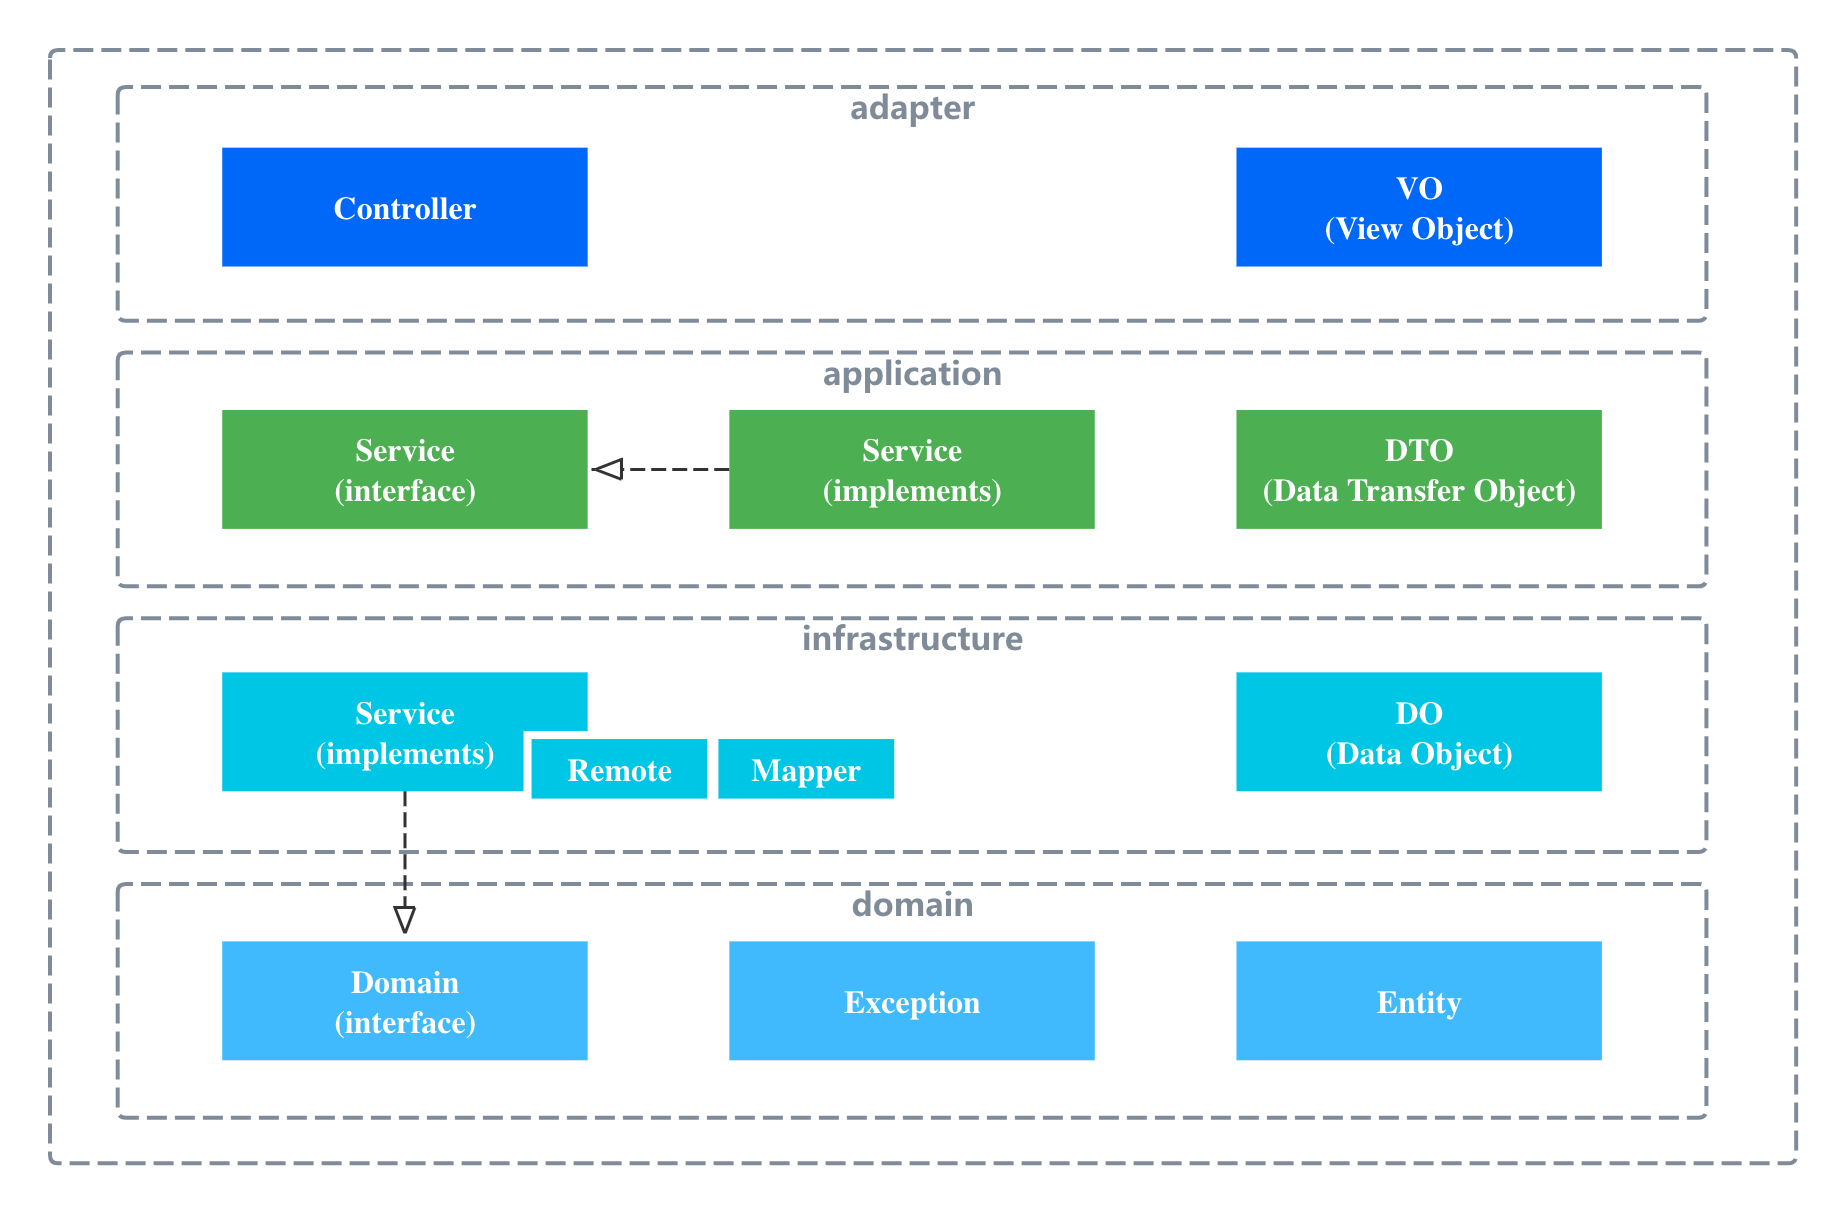 adapter
Controller
VO
(View Object)
application
Service
(interface)
Service
(implements)
DTO
(Data Transfer Object)
infrastructure
Service
(implements)
Remote
Mapper
DO
(Data Object)
domain
Domain
(interface)
Exception
Entity